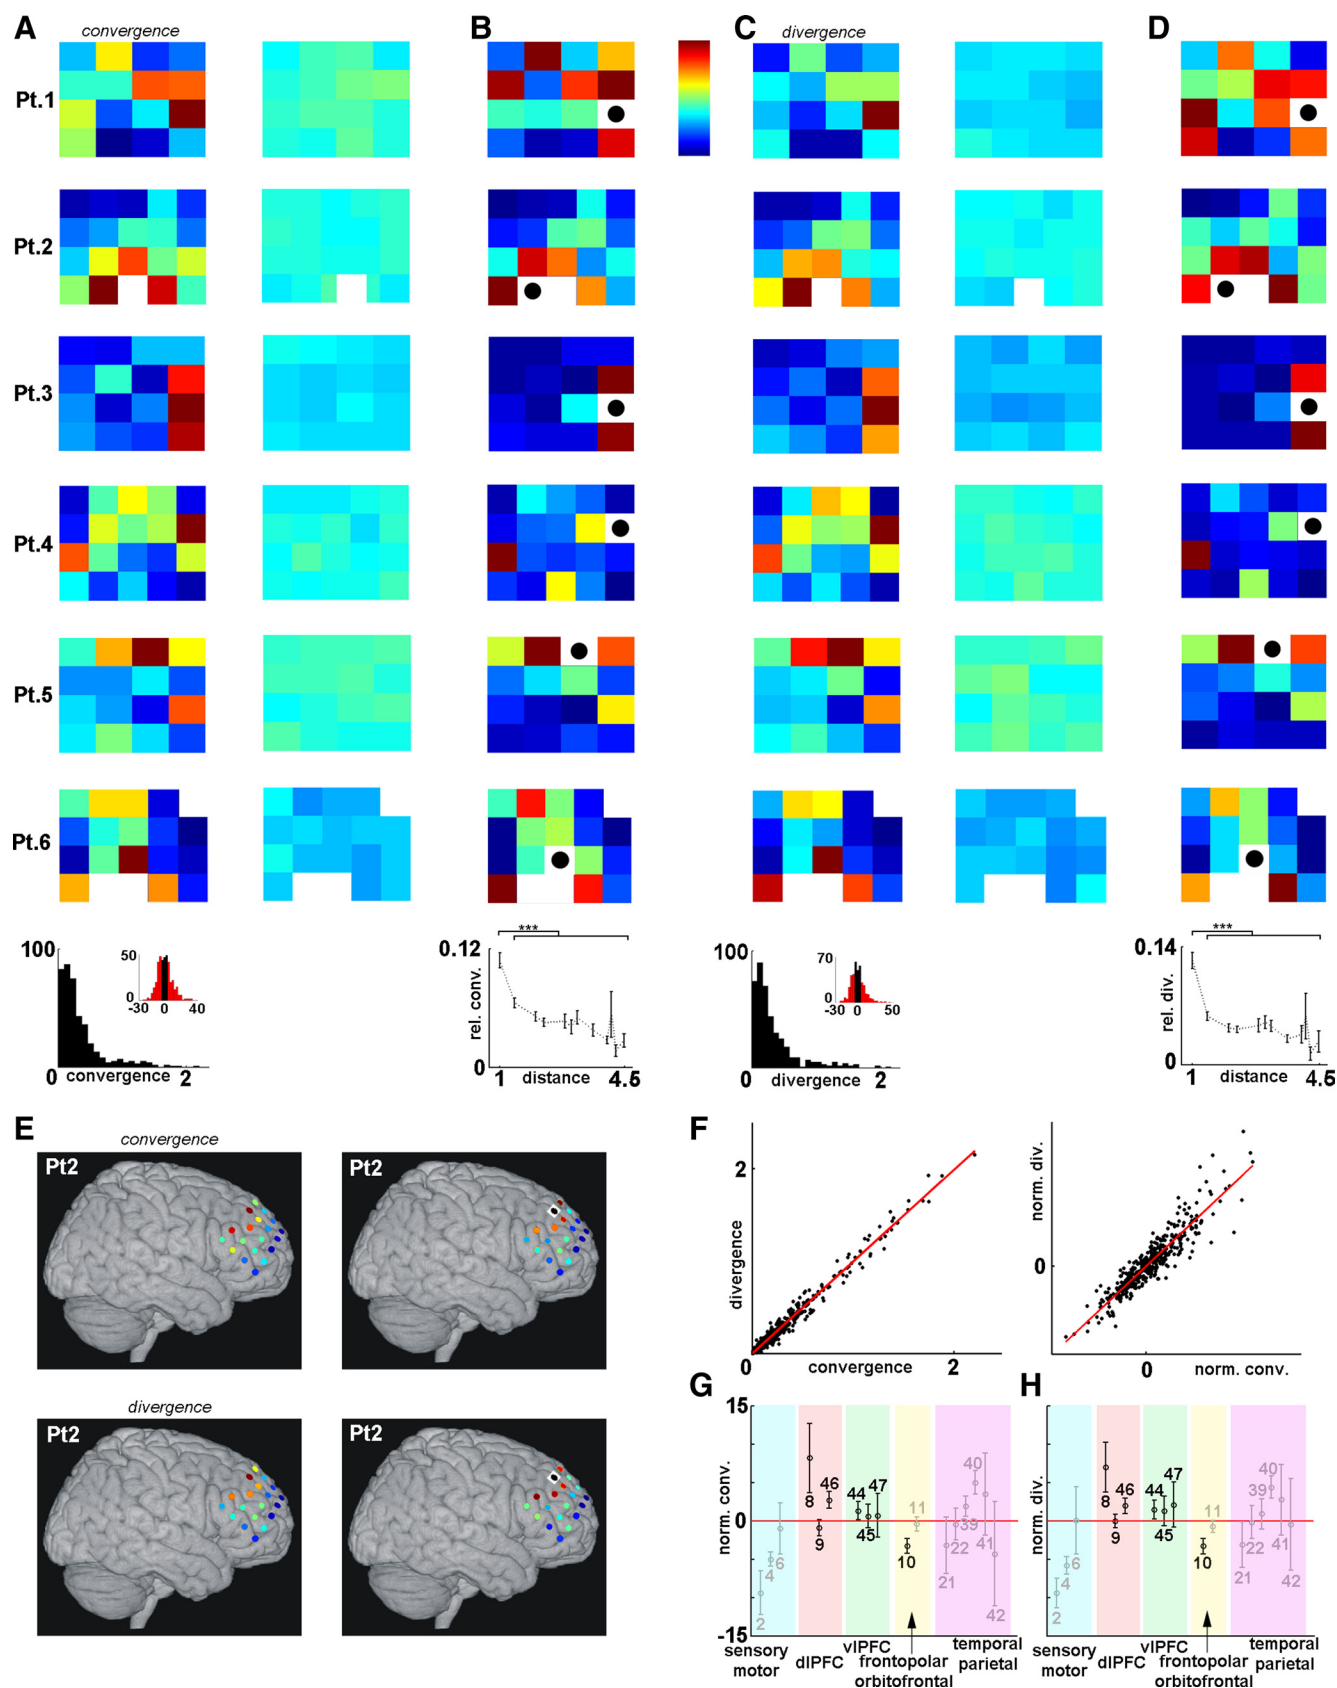 A
B
C
D
convergence
divergence
Pt.1
Pt.2
Pt.3
Pt.4
Pt.5
Pt.6
100
50
0
-30 0 40
0 convergence 2
0.12
***
rel. conv.
0
1 distance 4.5
100
70
0
-30 0 50
0 divergence 2
0.14
***
rel. div.
0
1 distance 4.5
E
convergence
Pt2
Pt2
divergence
Pt2
Pt2
F
2
divergence
0
convergence 2
norm. div.
0
0 norm. conv.
G
15
norm. conv.
0
-15
2
4
6
8
9
46
44
45
47
10
11
21
22
39
40
41
42
sensory motor
dlPFC
vlPFC
frontopolar orbitofrontal
temporal parietal
H
norm. div.
0
2
4
6
8
9
46
44
45
47
10
11
21
22
39
40
41
42
sensory motor
dlPFC
vlPFC
frontopolar orbitofrontal
temporal parietal